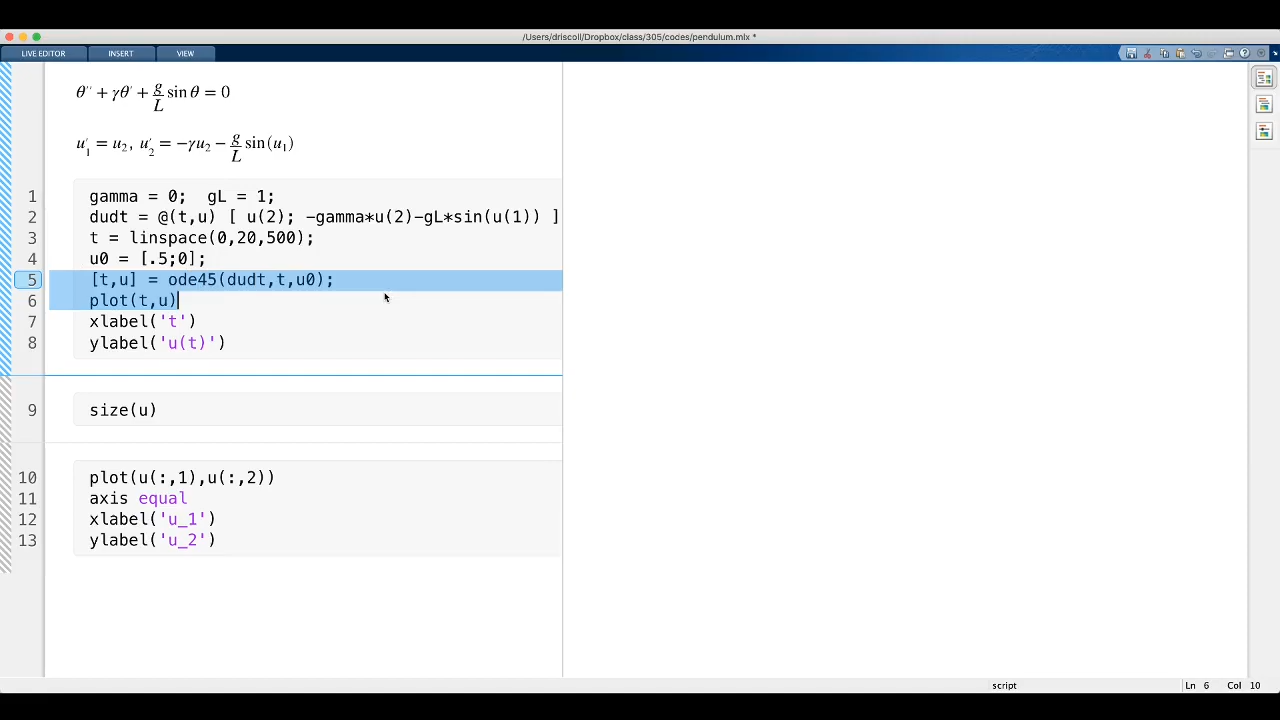 /Users/driscoll/Dropbox/class/305/codes/pendulum.mlx *
LIVE EDITOR INSERT VIEW
θ′′ + γθ′ + g/L sin θ = 0
u₁′ = u₂, u₂′ = −γu₂ − g/L sin(u₁)
1 gamma = 0;  gL = 1;
2 dudt = @(t,u) [ u(2); -gamma*u(2)-gL*sin(u(1)) ]
3 t = linspace(0,20,500);
4 u0 = [.5;0];
5 [t,u] = ode45(dudt,t,u0);
6 plot(t,u)
7 xlabel('t')
8 ylabel('u(t)')
9 size(u)
10 plot(u(:,1),u(:,2))
11 axis equal
12 xlabel('u_1')
13 ylabel('u_2')
script Ln 6 Col 10